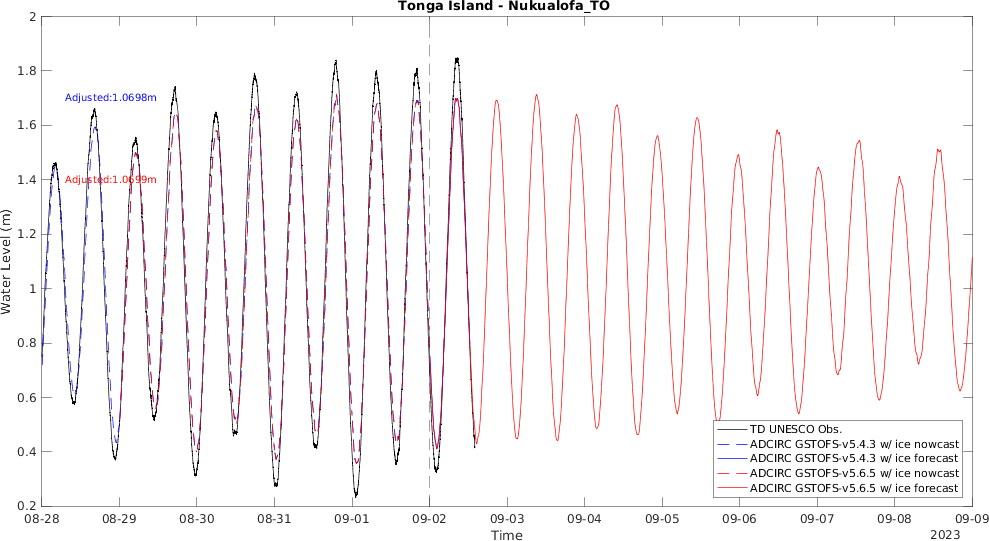 Tonga Island - Nukualofa_TO
2
1.8
1.6
1.4
1.2
1
0.8
0.6
0.4
0.2
Water Level (m)
Adjusted:1.0698m
Adjusted:1.0699m
TD UNESCO Obs.
ADCIRC GSTOFS-v5.4.3 w/ ice nowcast
ADCIRC GSTOFS-v5.4.3 w/ ice forecast
ADCIRC GSTOFS-v5.6.5 w/ ice nowcast
ADCIRC GSTOFS-v5.6.5 w/ ice forecast
08-28 08-29 08-30 08-31 09-01 09-02 09-03 09-04 09-05 09-06 09-07 09-08 09-09
Time
2023